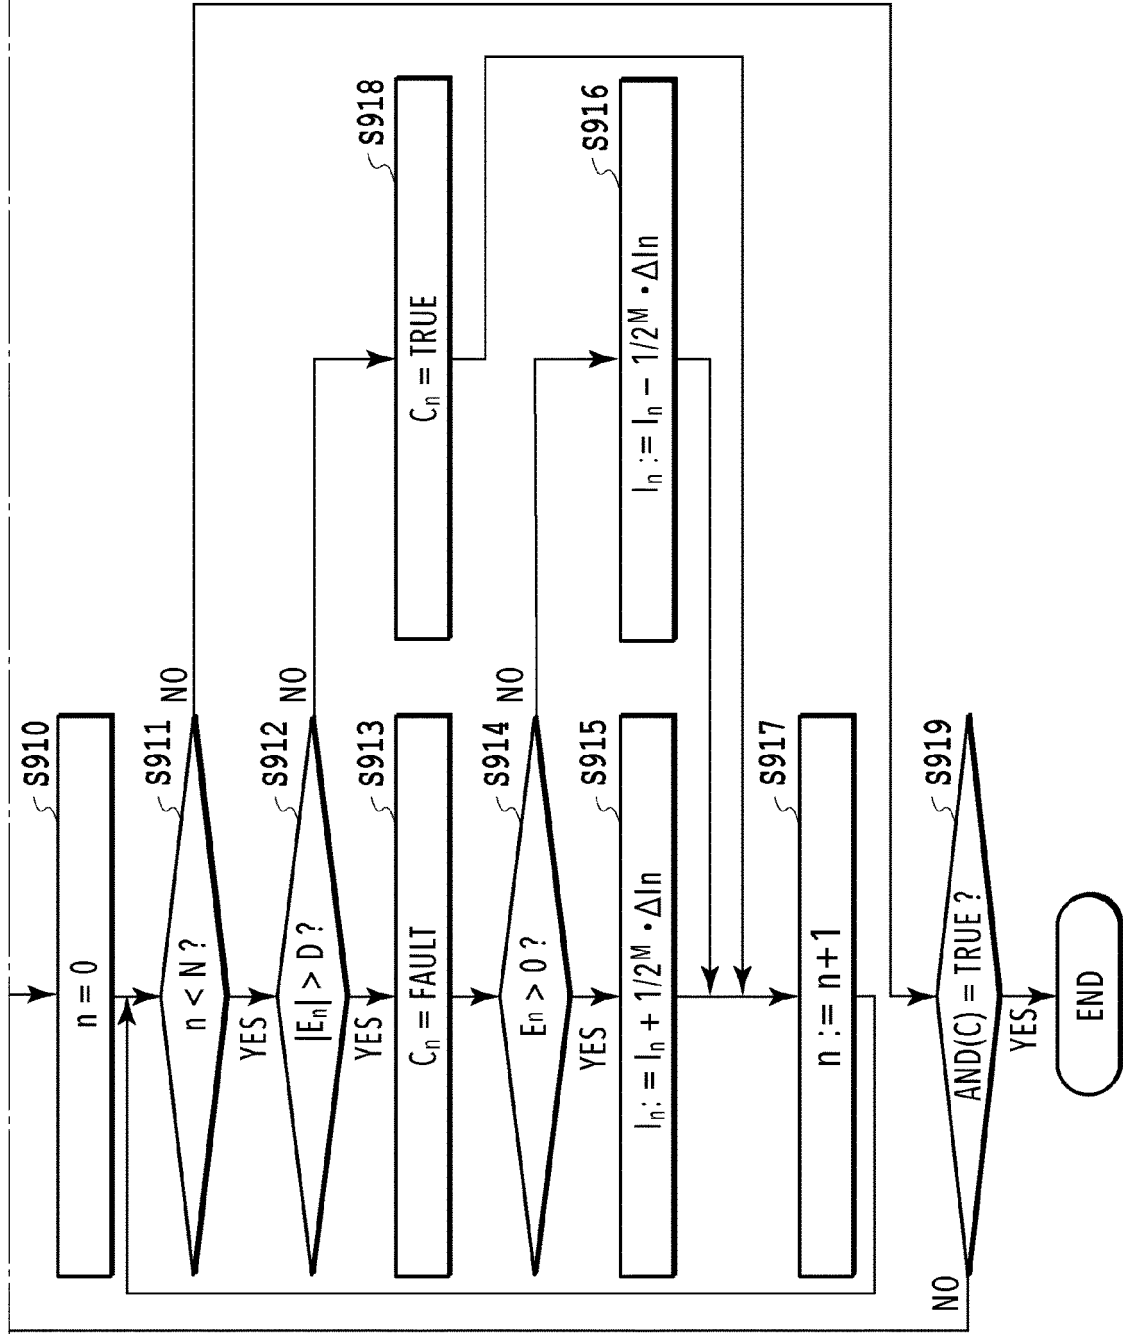 S910
n = 0
S911
n < N ?
NO
YES
S912
|En| > D ?
NO
YES
S913
Cn = FAULT
S918
Cn = TRUE
S914
En > 0 ?
NO
YES
S915
In : = In + 1/2ᴹ · ΔIn
S916
In : = In − 1/2ᴹ · ΔIn
S917
n := n+1
S919
AND(C) = TRUE ?
NO
YES
END